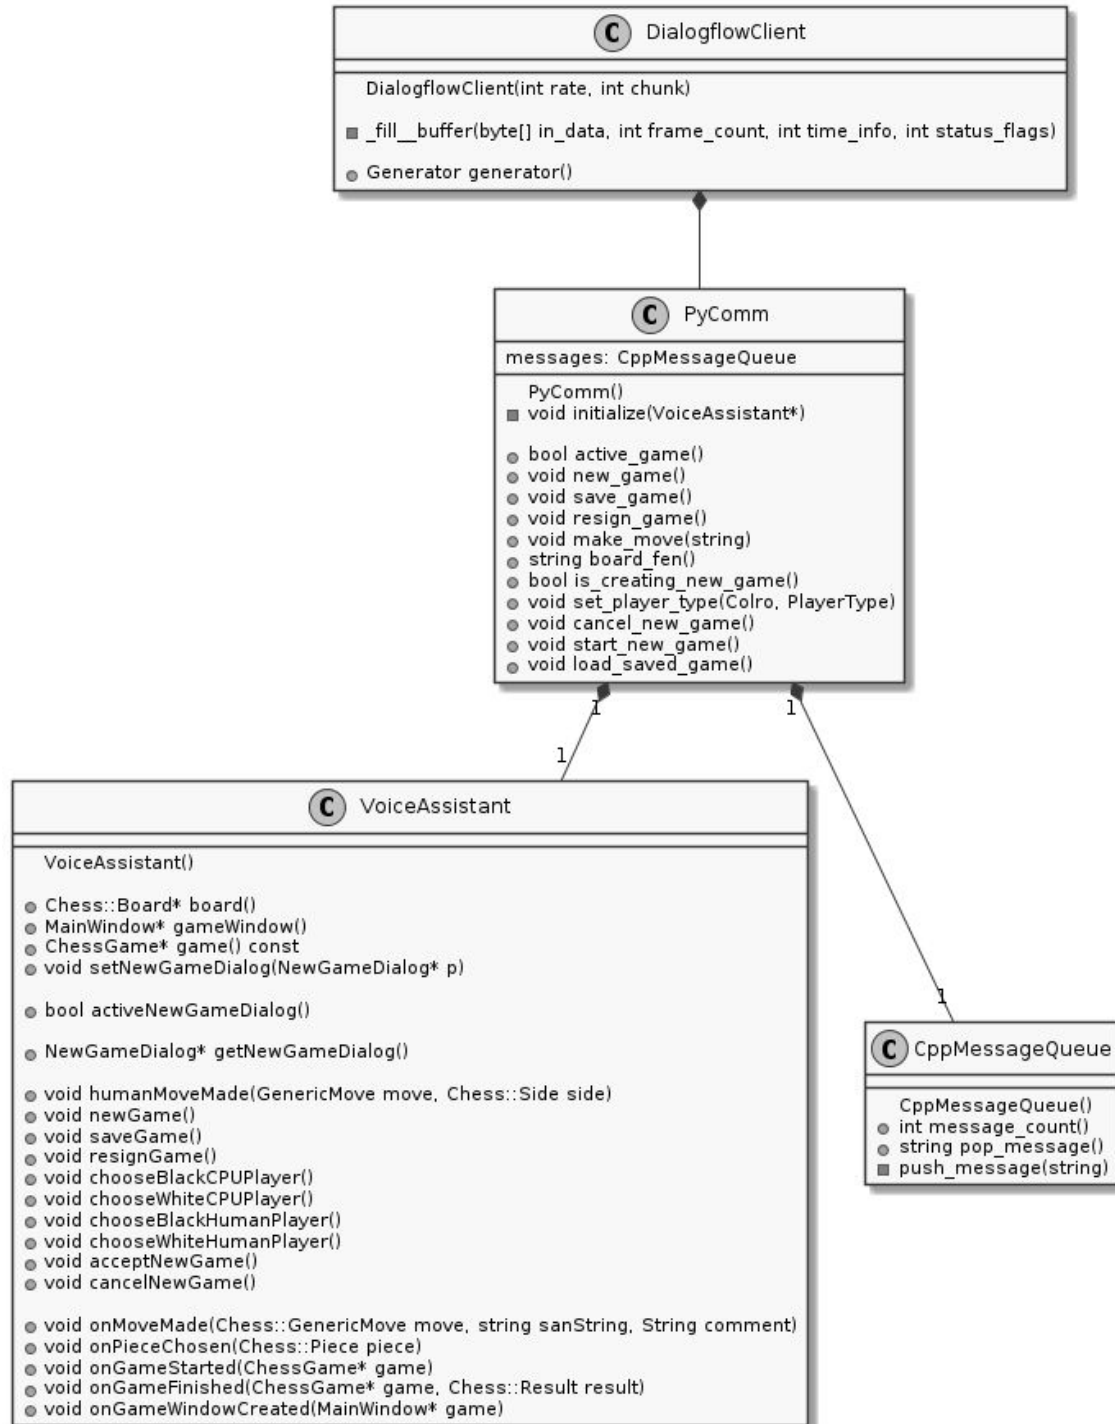 C DialogflowClient
DialogflowClient(int rate, int chunk)
_fill__buffer(byte[] in_data, int frame_count, int time_info, int status_flags)
Generator generator()
C PyComm
messages: CppMessageQueue
PyComm()
void initialize(VoiceAssistant*)
bool active_game()
void new_game()
void save_game()
void resign_game()
void make_move(string)
string board_fen()
bool is_creating_new_game()
void set_player_type(Colro, PlayerType)
void cancel_new_game()
void start_new_game()
void load_saved_game()
1
1
1
C VoiceAssistant
VoiceAssistant()
Chess::Board* board()
MainWindow* gameWindow()
ChessGame* game() const
void setNewGameDialog(NewGameDialog* p)
bool activeNewGameDialog()
NewGameDialog* getNewGameDialog()
void humanMoveMade(GenericMove move, Chess::Side side)
void newGame()
void saveGame()
void resignGame()
void chooseBlackCPUPlayer()
void chooseWhiteCPUPlayer()
void chooseBlackHumanPlayer()
void chooseWhiteHumanPlayer()
void acceptNewGame()
void cancelNewGame()
void onMoveMade(Chess::GenericMove move, string sanString, String comment)
void onPieceChosen(Chess::Piece piece)
void onGameStarted(ChessGame* game)
void onGameFinished(ChessGame* game, Chess::Result result)
void onGameWindowCreated(MainWindow* game)
1
C CppMessageQueue
CppMessageQueue()
int message_count()
string pop_message()
push_message(string)